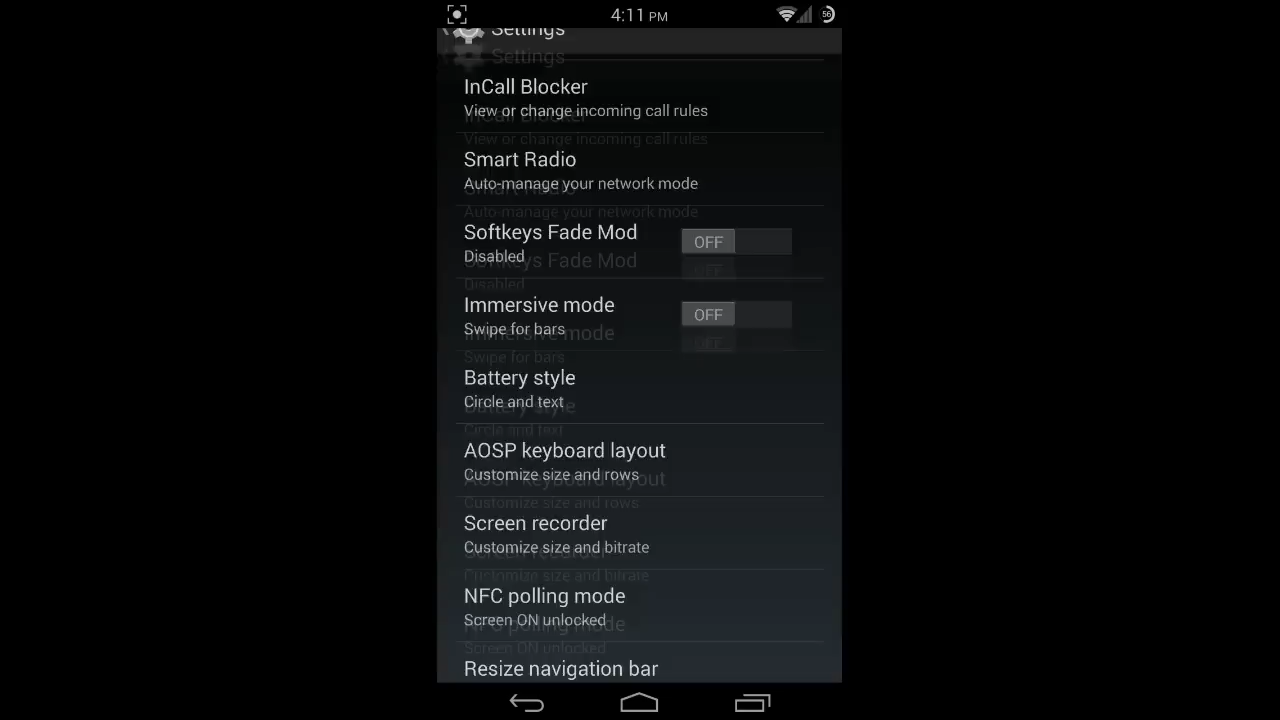 4:11 PM
56
Settings
InCall Blocker
View or change incoming call rules
Smart Radio
Auto-manage your network mode
Softkeys Fade Mod
OFF
Disabled
Immersive mode
OFF
Swipe for bars
Battery style
Circle and text
AOSP keyboard layout
Customize size and rows
Screen recorder
Customize size and bitrate
NFC polling mode
Screen ON unlocked
Resize navigation bar